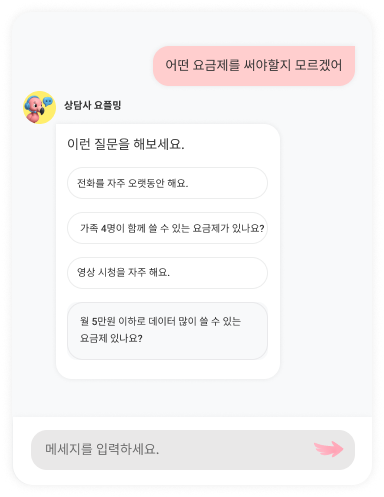 어떤 요금제를 써야할지 모르겠어
상담사 요플밍
이런 질문을 해보세요.
전화를 자주 오랫동안 해요.
가족 4명이 함께 쓸 수 있는 요금제가 있나요?
영상 시청을 자주 해요.
월 5만원 이하로 데이터 많이 쓸 수 있는
요금제 있나요?
메세지를 입력하세요.